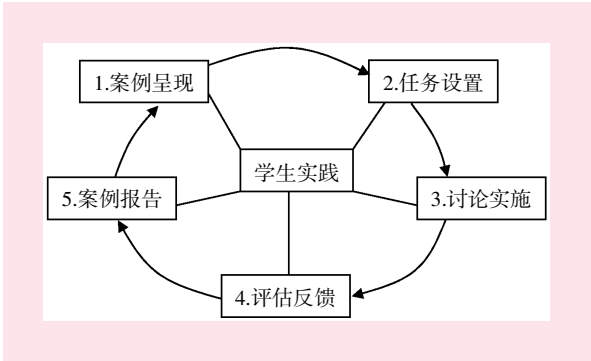 1.案例呈现
2.任务设置
学生实践
5.案例报告
3.讨论实施
4.评估反馈